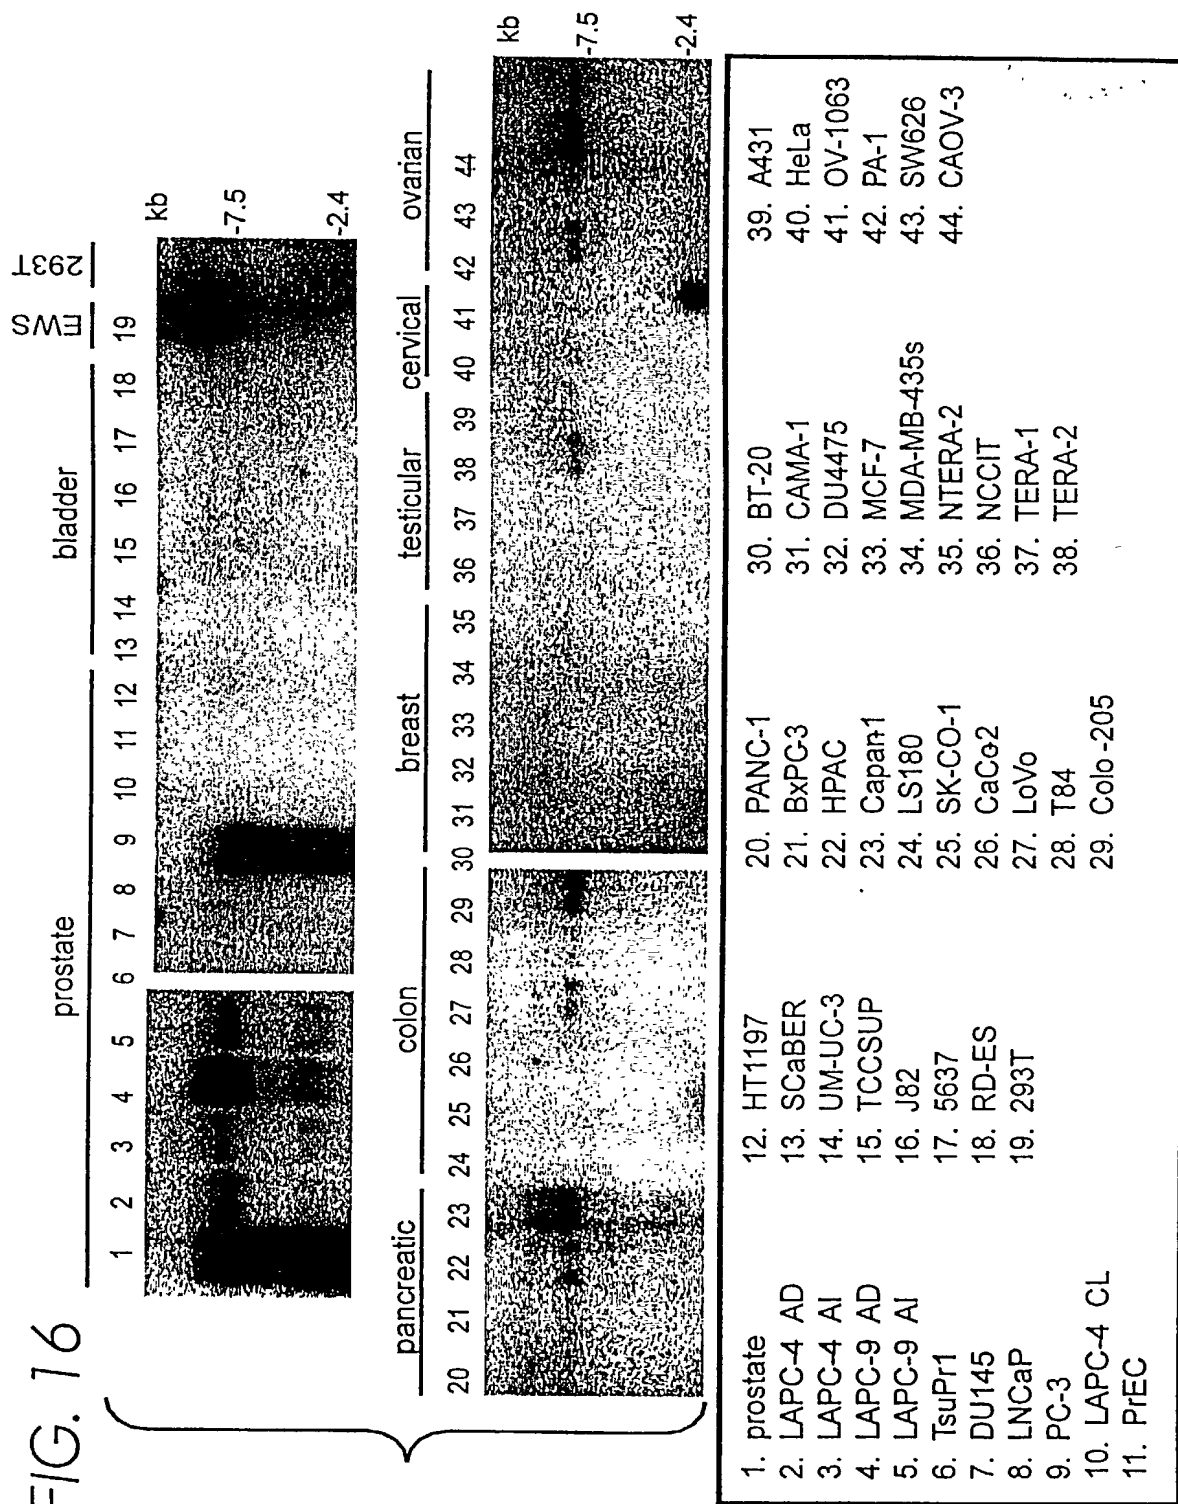 FIG. 16
prostate bladder EWS 293T
1 2 3 4 5 6 7 8 9 10 11 12 13 14 15 16 17 18 19
kb
-7.5
-2.4
pancreatic colon breast testicular cervical ovarian
20 21 22 23 24 25 26 27 28 29 30 31 32 33 34 35 36 37 38 39 40 41 42 43 44
kb
-7.5
-2.4
1. prostate
2. LAPC-4 AD
3. LAPC-4 AI
4. LAPC-9 AD
5. LAPC-9 AI
6. TsuPr1
7. DU145
8. LNCaP
9. PC-3
10. LAPC-4 CL
11. PrEC
12. HT1197
13. SCaBER
14. UM-UC-3
15. TCCSUP
16. J82
17. 5637
18. RD-ES
19. 293T
20. PANC-1
21. BxPC-3
22. HPAC
23. Capan-1
24. LS180
25. SK-CO-1
26. CaCo-2
27. LoVo
28. T84
29. Colo-205
30. BT-20
31. CAMA-1
32. DU4475
33. MCF-7
34. MDA-MB-435s
35. NTERA-2
36. NCCIT
37. TERA-1
38. TERA-2
39. A431
40. HeLa
41. OV-1063
42. PA-1
43. SW626
44. CAOV-3